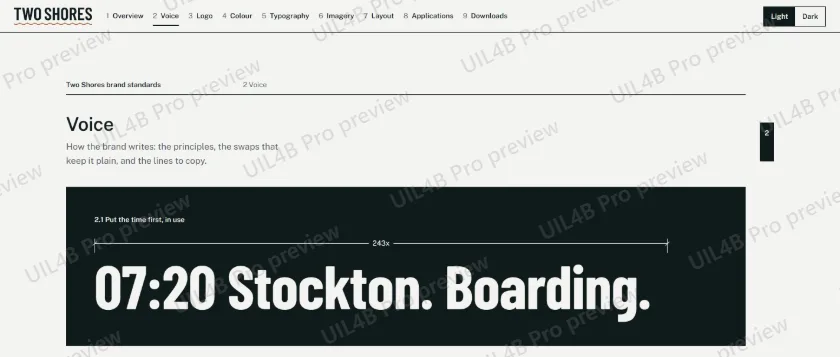 TWO SHORES
1 Overview
2 Voice
3 Logo
4 Colour
5 Typography
6 Imagery
7 Layout
8 Applications
9 Downloads
Light
Dark
Two Shores brand standards
2 Voice
Voice
How the brand writes: the principles, the swaps that
keep it plain, and the lines to copy.
2
2.1 Put the time first, in use
243x
07:20 Stockton. Boarding.
UIL4B Pro preview